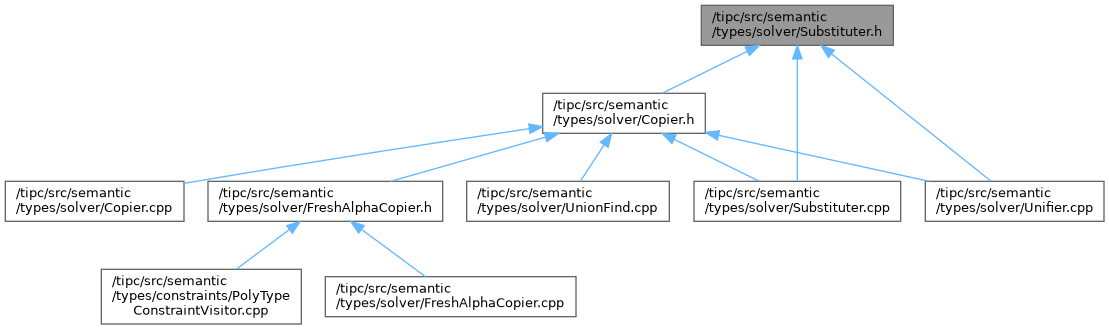 /tipc/src/semantic
/types/solver/Substituter.h
/tipc/src/semantic
/types/solver/Copier.h
/tipc/src/semantic
/types/solver/Copier.cpp
/tipc/src/semantic
/types/solver/FreshAlphaCopier.h
/tipc/src/semantic
/types/solver/UnionFind.cpp
/tipc/src/semantic
/types/solver/Substituter.cpp
/tipc/src/semantic
/types/solver/Unifier.cpp
/tipc/src/semantic
/types/constraints/PolyType
ConstraintVisitor.cpp
/tipc/src/semantic
/types/solver/FreshAlphaCopier.cpp